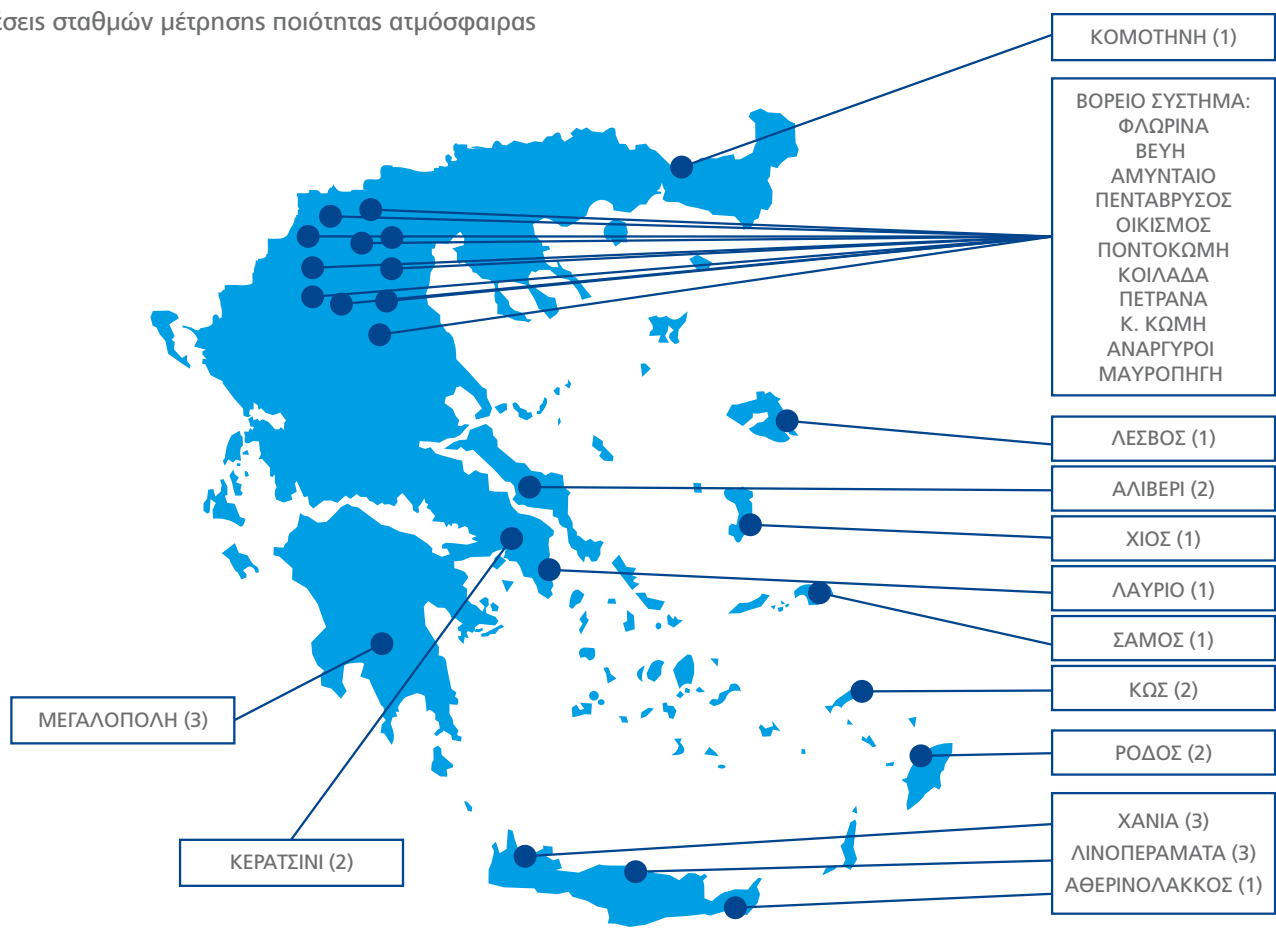 έσεις σταθμών μέτρησης ποιότητας ατμόσφαιρας
ΚΟΜΟΤΗΝΗ (1)
ΒΟΡΕΙΟ ΣΥΣΤΗΜΑ:
ΦΛΩΡΙΝΑ
ΒΕΥΗ
ΑΜΥΝΤΑΙΟ
ΠΕΝΤΑΒΡΥΣΟΣ
ΟΙΚΙΣΜΟΣ
ΠΟΝΤΟΚΩΜΗ
ΚΟΙΛΑΔΑ
ΠΕΤΡΑΝΑ
Κ. ΚΩΜΗ
ΑΝΑΡΓΥΡΟΙ
ΜΑΥΡΟΠΗΓΗ
ΛΕΣΒΟΣ (1)
ΑΛΙΒΕΡΙ (2)
ΧΙΟΣ (1)
ΛΑΥΡΙΟ (1)
ΣΑΜΟΣ (1)
ΚΩΣ (2)
ΡΟΔΟΣ (2)
ΧΑΝΙΑ (3)
ΛΙΝΟΠΕΡΑΜΑΤΑ (3)
ΑΘΕΡΙΝΟΛΑΚΚΟΣ (1)
ΜΕΓΑΛΟΠΟΛΗ (3)
ΚΕΡΑΤΣΙΝΙ (2)